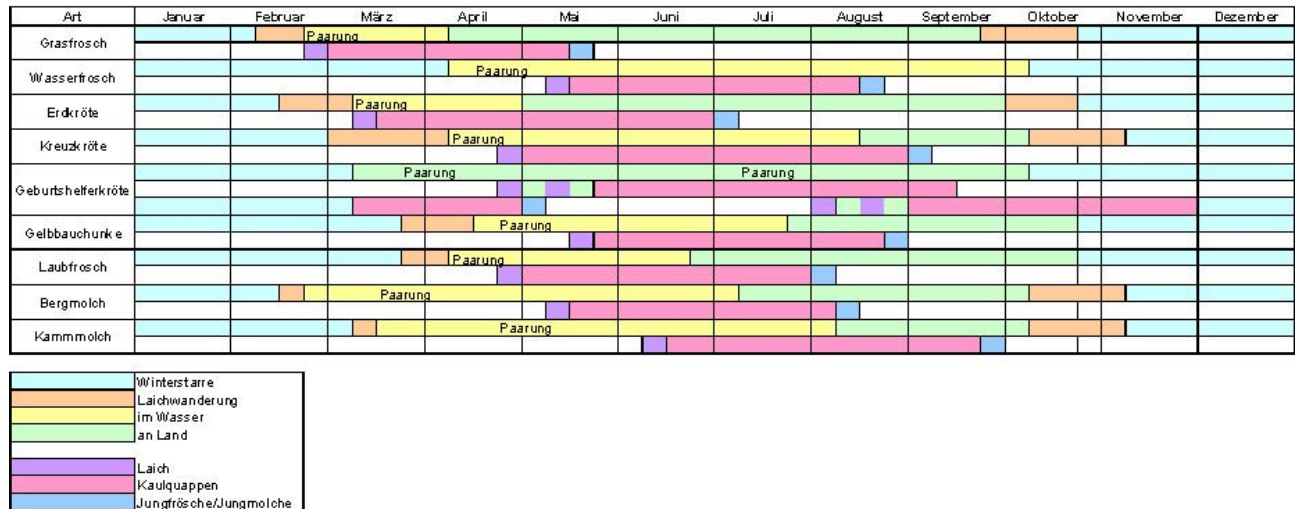 Art Januar Februar März April Mai Juni Juli August September Oktober November Dezember
Grasfrosch Paarung
Wasserfrosch Paarung
Erdkröte Paarung
Kreuzkröte Paarung
Geburtshelferkröte Paarung Paarung
Gelbbauchunke Paarung
Laubfrosch Paarung
Bergmolch Paarung
Kammmolch Paarung
Winterstarre
Laichwanderung
im Wasser
an Land
Laich
Kaulquappen
Jungfrösche/Jungmolche